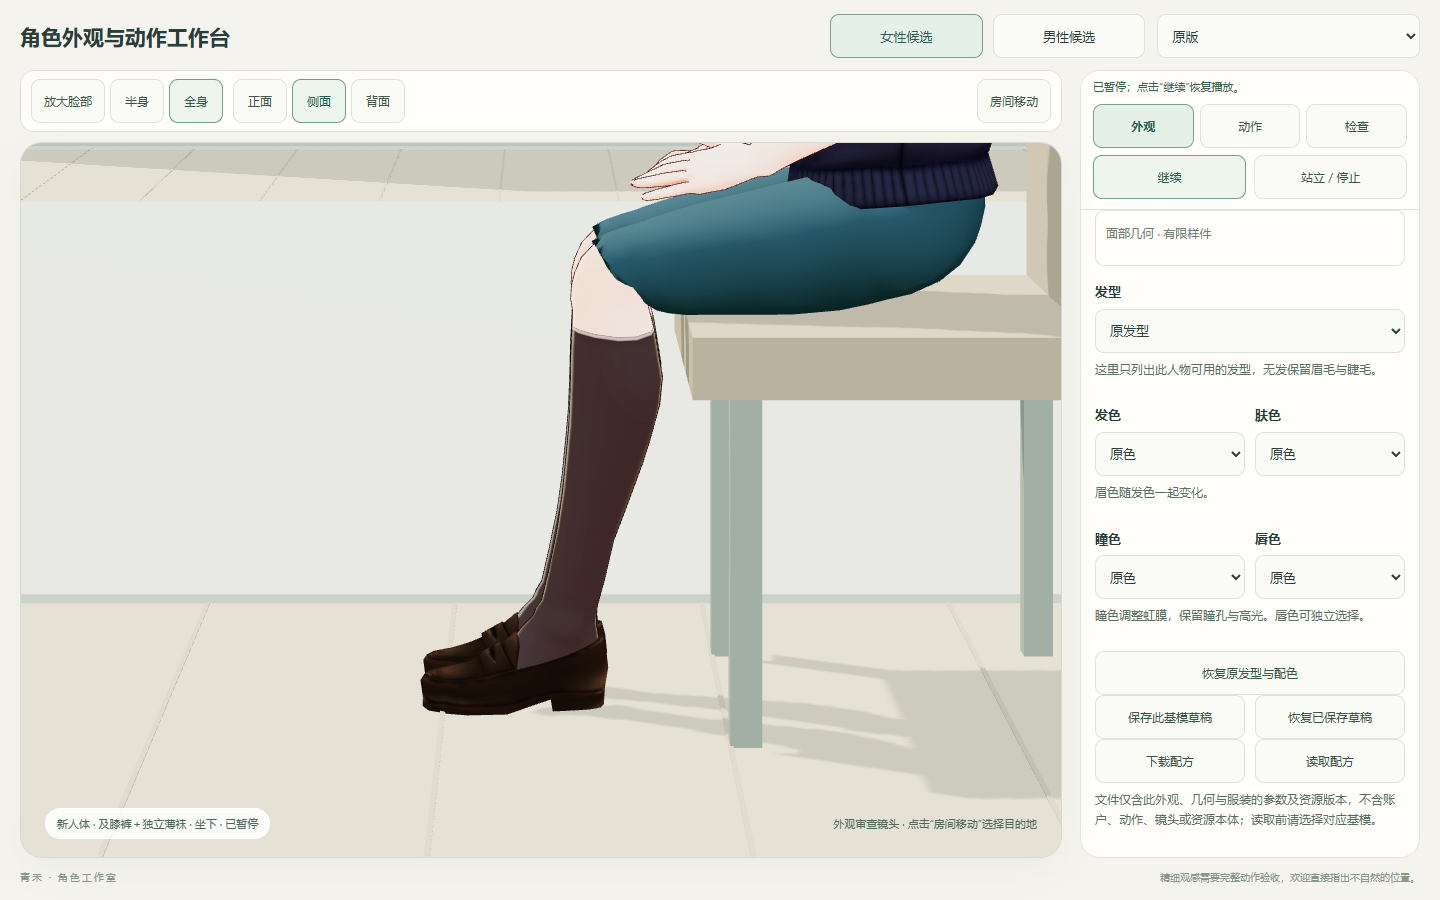 角色外观与动作工作台
女性候选
男性候选
原版
放大脸部
半身
全身
正面
侧面
背面
房间移动
已暂停；点击“继续”恢复播放。
外观
动作
检查
继续
站立 / 停止
面部几何 · 有限样件
发型
原发型
这里只列出此人物可用的发型，无发保留眉毛与睫毛。
发色
肤色
原色
原色
眉色随发色一起变化。
瞳色
唇色
原色
原色
瞳色调整虹膜，保留瞳孔与高光。唇色可独立选择。
恢复原发型与配色
保存此基模草稿
恢复已保存草稿
下载配方
读取配方
文件仅含此外观、几何与服装的参数及资源版本，不含账
户、动作、镜头或资源本体；读取前请选择对应基模。
新人体 · 及膝裤 + 独立薄袜 · 坐下 · 已暂停
外观审查镜头 · 点击“房间移动”选择目的地
青禾 · 角色工作室
精细观感需要完整动作验收，欢迎直接指出不自然的位置。